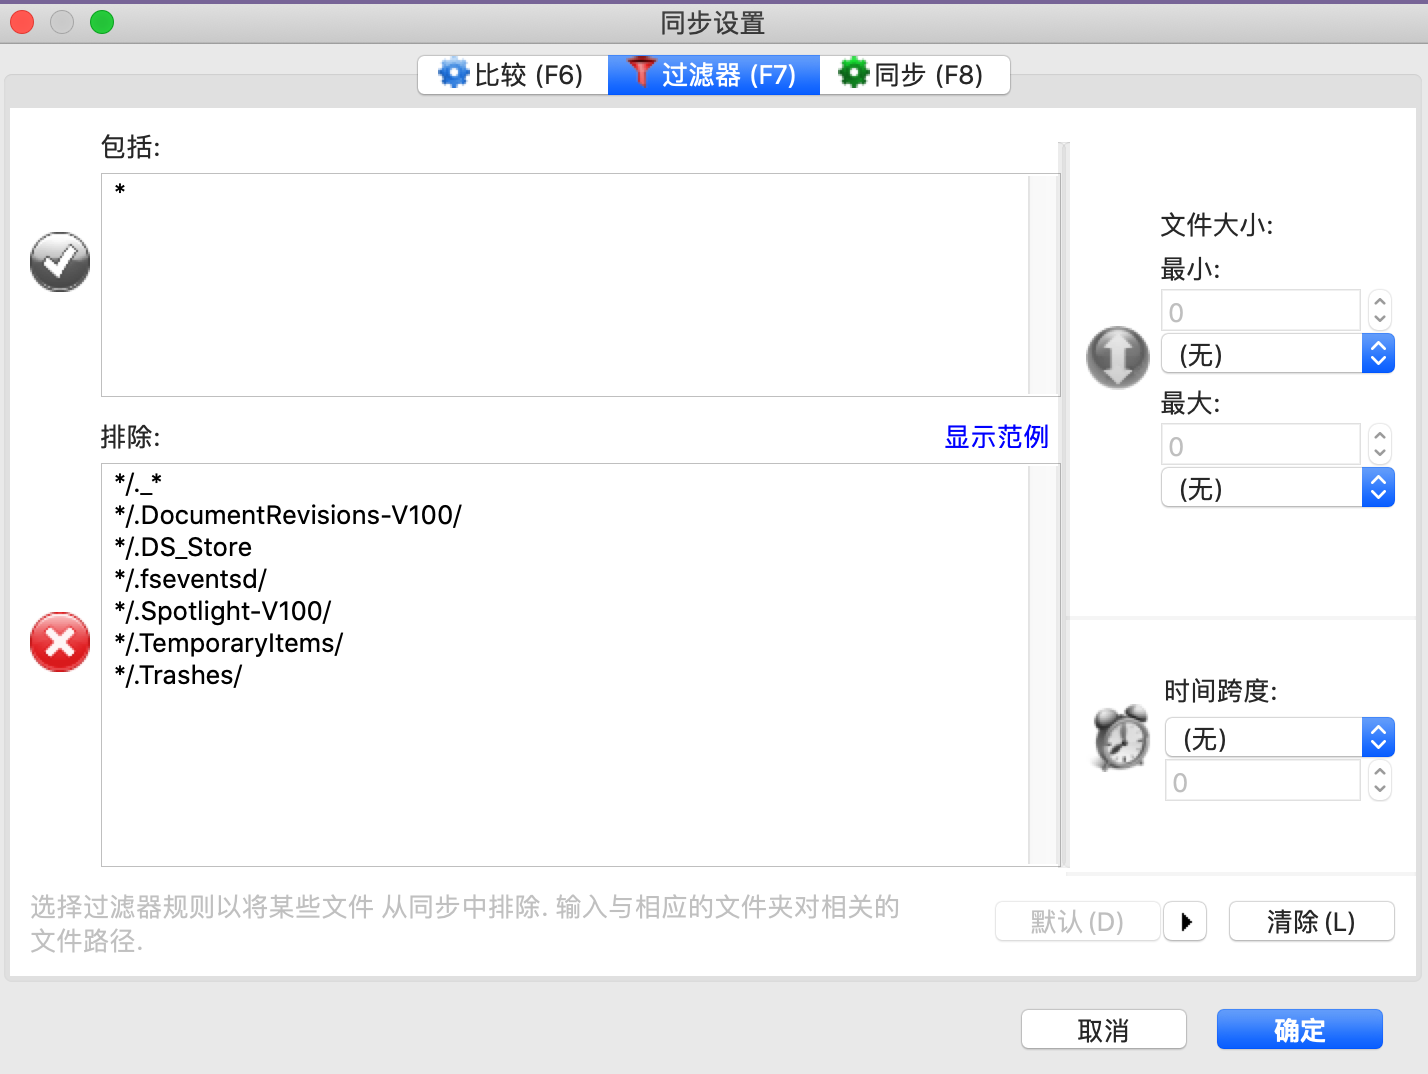 同步设置
比较 (F6)
过滤器 (F7)
同步 (F8)
包括:
*
排除:
显示范例
*/._*
*/.DocumentRevisions-V100/
*/.DS_Store
*/.fseventsd/
*/.Spotlight-V100/
*/.TemporaryItems/
*/.Trashes/
文件大小:
最小:
0
(无)
最大:
0
(无)
时间跨度:
(无)
0
选择过滤器规则以将某些文件 从同步中排除. 输入与相应的文件夹对相关的
文件路径.
默认 (D)
清除 (L)
取消
确定